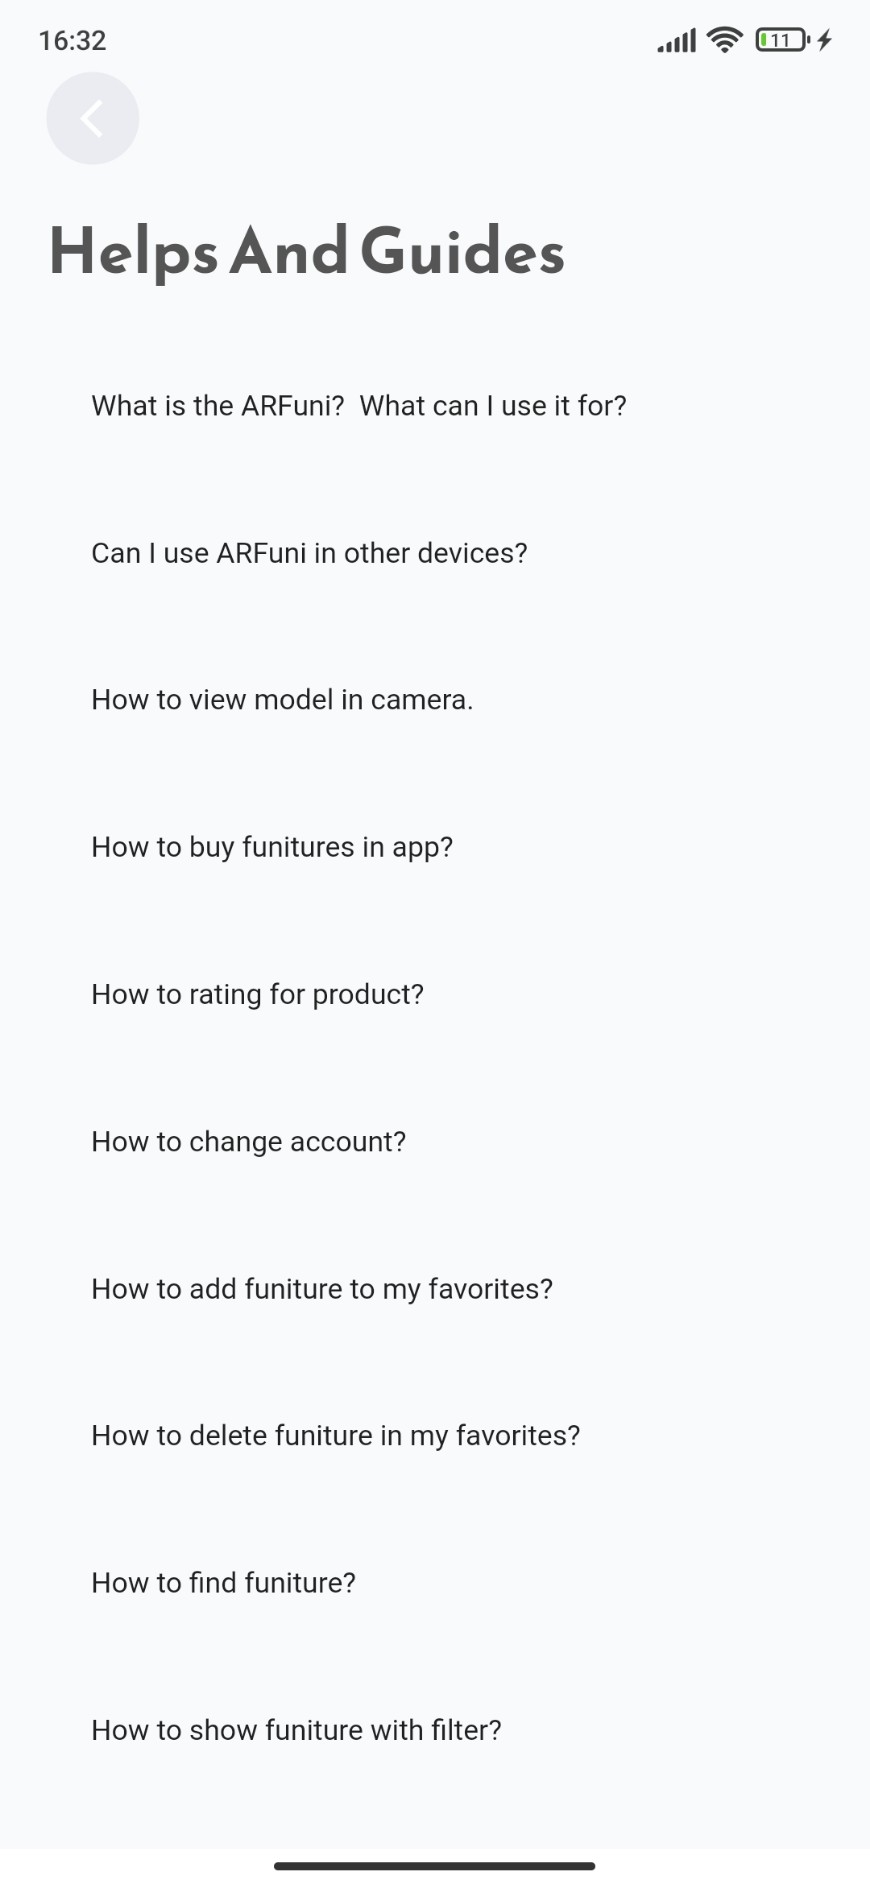 16:32
11
Helps And Guides
What is the ARFuni?  What can I use it for?
Can I use ARFuni in other devices?
How to view model in camera.
How to buy funitures in app?
How to rating for product?
How to change account?
How to add funiture to my favorites?
How to delete funiture in my favorites?
How to find funiture?
How to show funiture with filter?